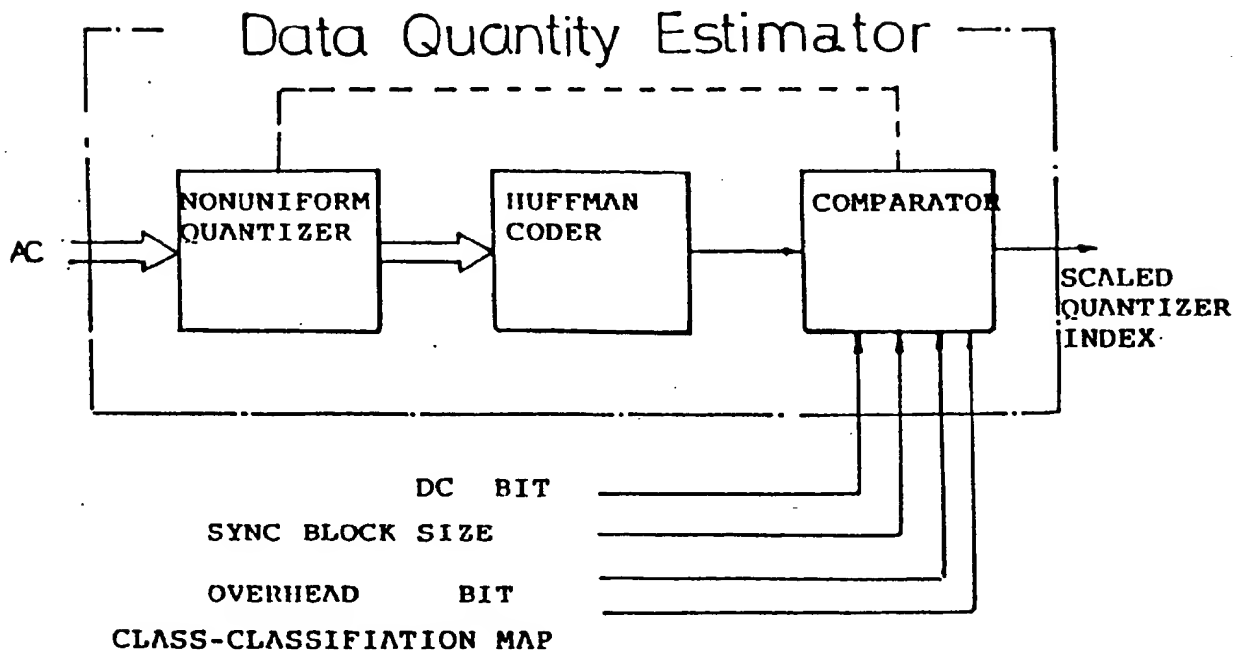 Data Quantity Estimator
NONUNIFORM
QUANTIZER
HUFFMAN
CODER
COMPARATOR
AC
SCALED
QUANTIZER
INDEX
DC BIT
SYNC BLOCK SIZE
OVERHEAD BIT
CLASS-CLASSIFIATION MAP